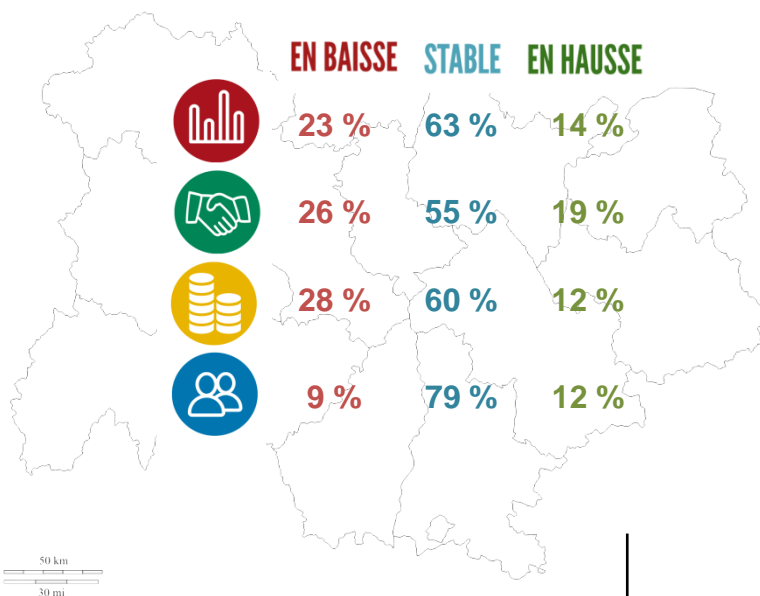 EN BAISSE STABLE EN HAUSSE
23 % 63 % 14 %
26 % 55 % 19 %
28 % 60 % 12 %
9 % 79 % 12 %
50 km
30 mi